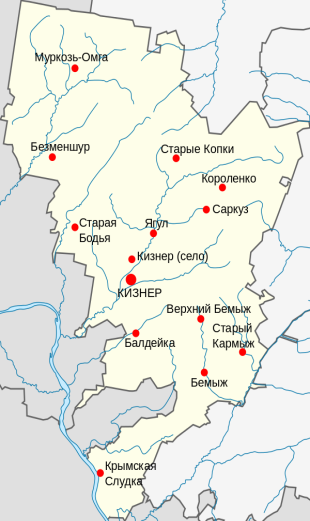 Муркозь-Омга
Безменшур
Старые Копки
Короленко
Саркуз
Старая
Бодья
Ягул
Кизнер (село)
КИЗНЕР
Верхний Бемыж
Старый
Кармыж
Балдейка
Бемыж
Крымская
Слудка